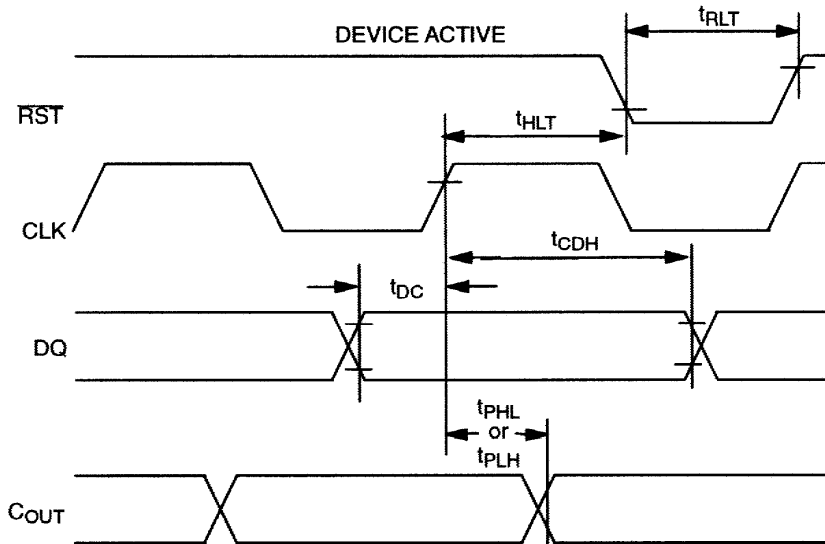 DEVICE ACTIVE
tRLT
RST
tHLT
CLK
tCDH
tDC
DQ
tPHL
or
tPLH
COUT